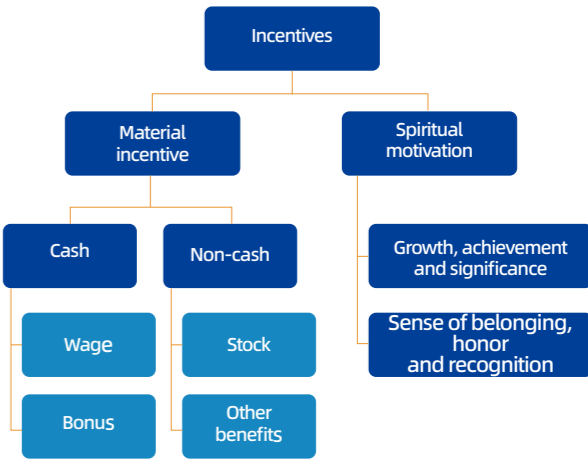 Incentives
Material
incentive
Spiritual
motivation
Cash
Non-cash
Growth, achievement
and significance
Wage
Stock
Sense of belonging,
honor
and recognition
Bonus
Other
benefits